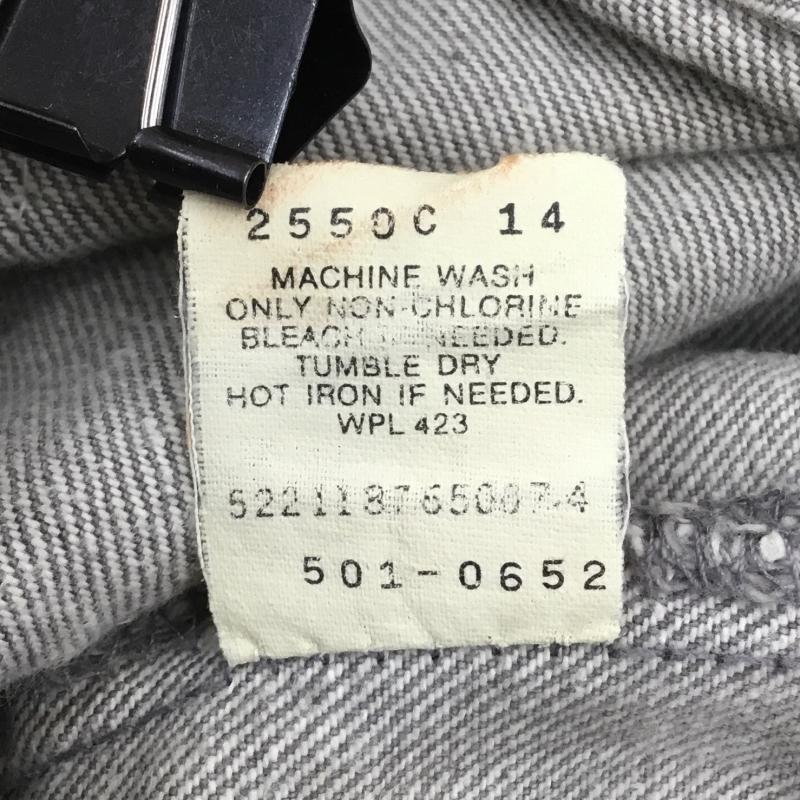 2550C 14
MACHINE WASH
ONLY NON-CHLORINE
BLEACH IF NEEDED.
TUMBLE DRY
HOT IRON IF NEEDED.
WPL 423
501-0652